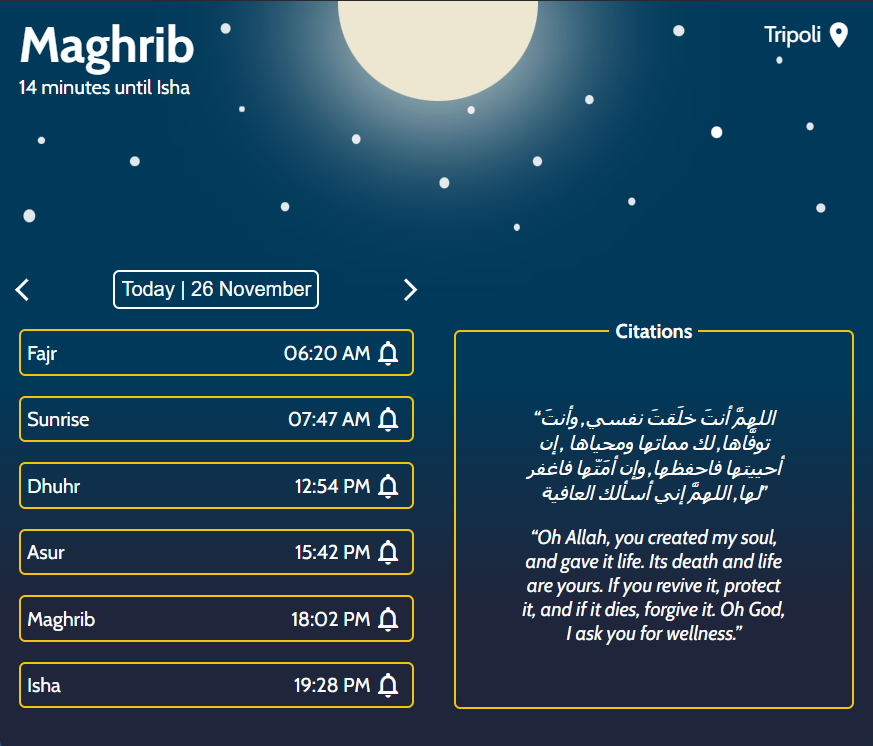 Maghrib
14 minutes until Isha
Tripoli
Today | 26 November
Fajr 06:20 AM
Sunrise 07:47 AM
Dhuhr 12:54 PM
Asur 15:42 PM
Maghrib 18:02 PM
Isha 19:28 PM
Citations
“اللهمَّ أنتَ خلَقتَ نفسي, وأنتَ
توفَّاها, لك مماتها ومحياها , إن
أحييتها فاحفظها, وإن أمَتّها فاغفر
لها, اللهمَّ إني أسألك العافية”
“Oh Allah, you created my soul,
and gave it life. Its death and life
are yours. If you revive it, protect
it, and if it dies, forgive it. Oh God,
I ask you for wellness.”